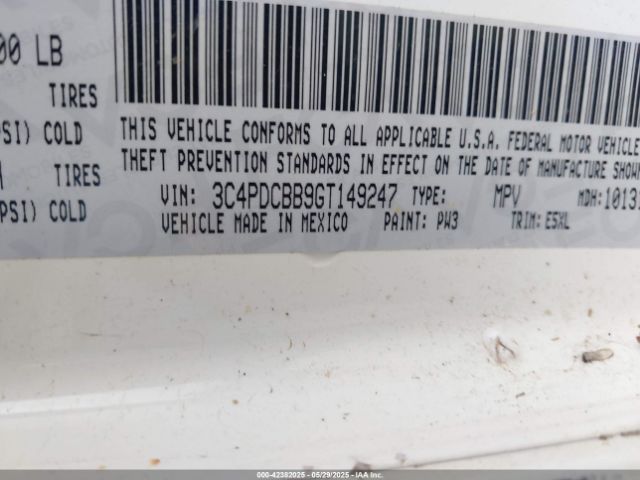 00 LB
TIRES
PSI) COLD
TIRES
PSI) COLD
THIS VEHICLE CONFORMS TO ALL APPLICABLE U.S.A. FEDERAL MOTOR VEHICLE
THEFT PREVENTION STANDARDS IN EFFECT ON THE DATE OF MANUFACTURE SHOWN
VIN: 3C4PDCBB9GT149247 TYPE: MPV MDH: 10131
VEHICLE MADE IN MEXICO PAINT: PW3 TRIM: E5XL
000-42382025 05/29/2025 IAA Inc.